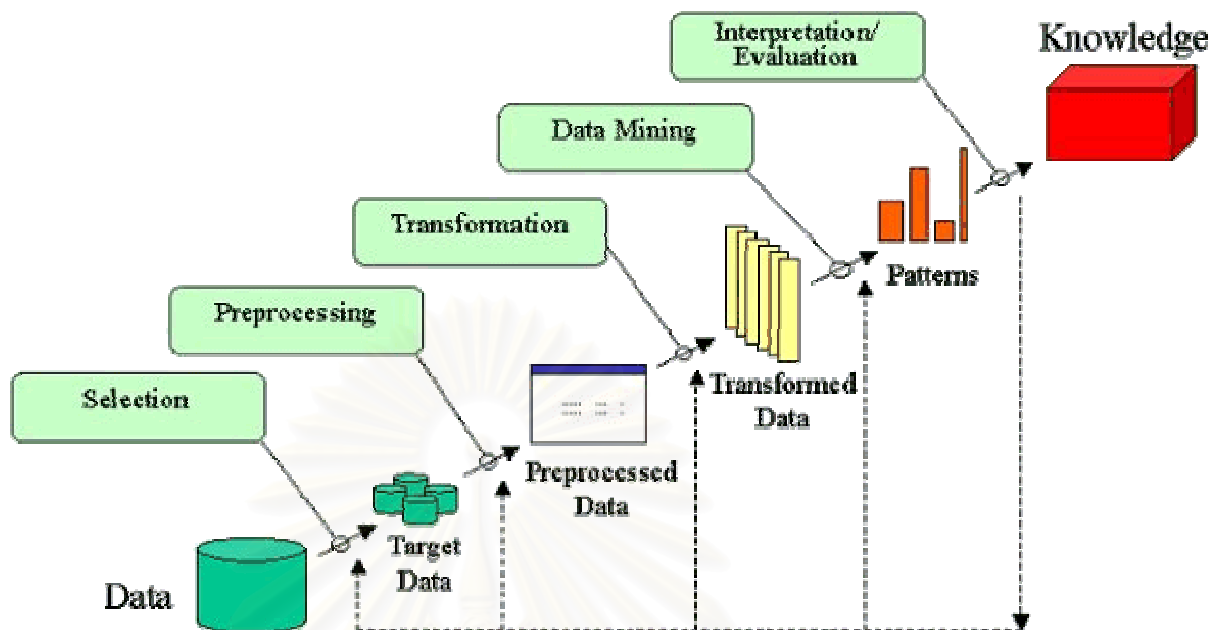 Interpretation/
Evaluation
Knowledge
Data Mining
Transformation
Patterns
Preprocessing
Transformed
Data
Selection
Preprocessed
Data
Target
Data
Data